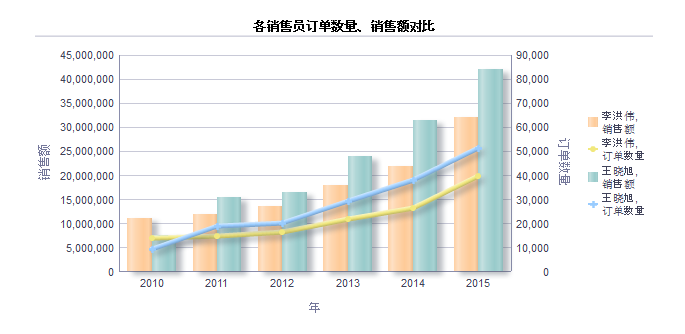 各销售员订单数量、销售额对比
45,000,000
40,000,000
35,000,000
30,000,000
25,000,000
20,000,000
15,000,000
10,000,000
5,000,000
0
销售额
90,000
80,000
70,000
60,000
50,000
40,000
30,000
20,000
10,000
0
订单数量
2010 2011 2012 2013 2014 2015
年
李洪伟,
销售额
李洪伟,
订单数量
王晓旭,
销售额
王晓旭,
订单数量